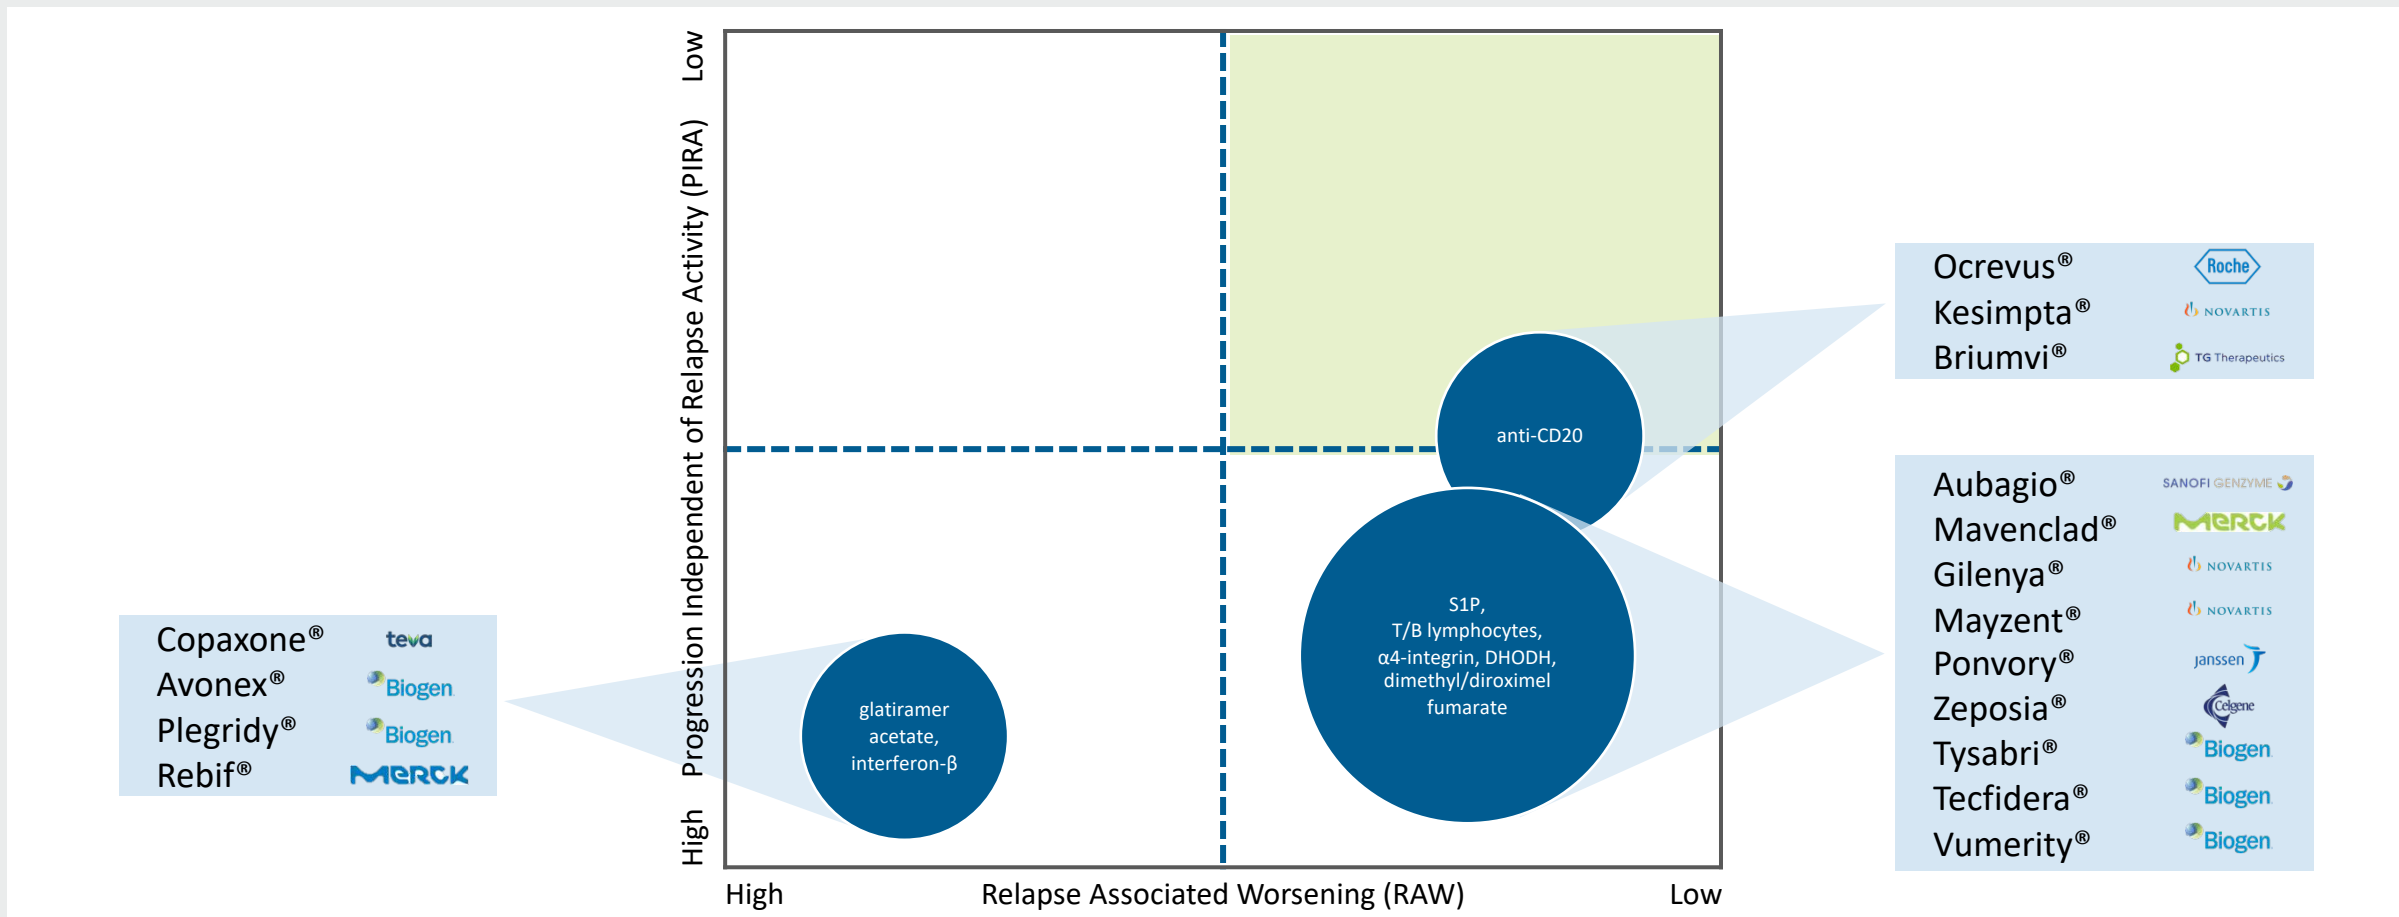 Low
Progression Independent of Relapse Activity (PIRA)
High
High
Relapse Associated Worsening (RAW)
Low
anti-CD20
S1P,
T/B lymphocytes,
α4-integrin, DHODH,
dimethyl/diroximel
fumarate
glatiramer
acetate,
interferon-β
Copaxone® teva
Avonex® Biogen
Plegridy® Biogen
Rebif® MERCK
Ocrevus® Roche
Kesimpta® NOVARTIS
Briumvi® TG Therapeutics
Aubagio® SANOFI GENZYME
Mavenclad® MERCK
Gilenya® NOVARTIS
Mayzent® NOVARTIS
Ponvory® janssen
Zeposia® Celgene
Tysabri® Biogen
Tecfidera® Biogen
Vumerity® Biogen